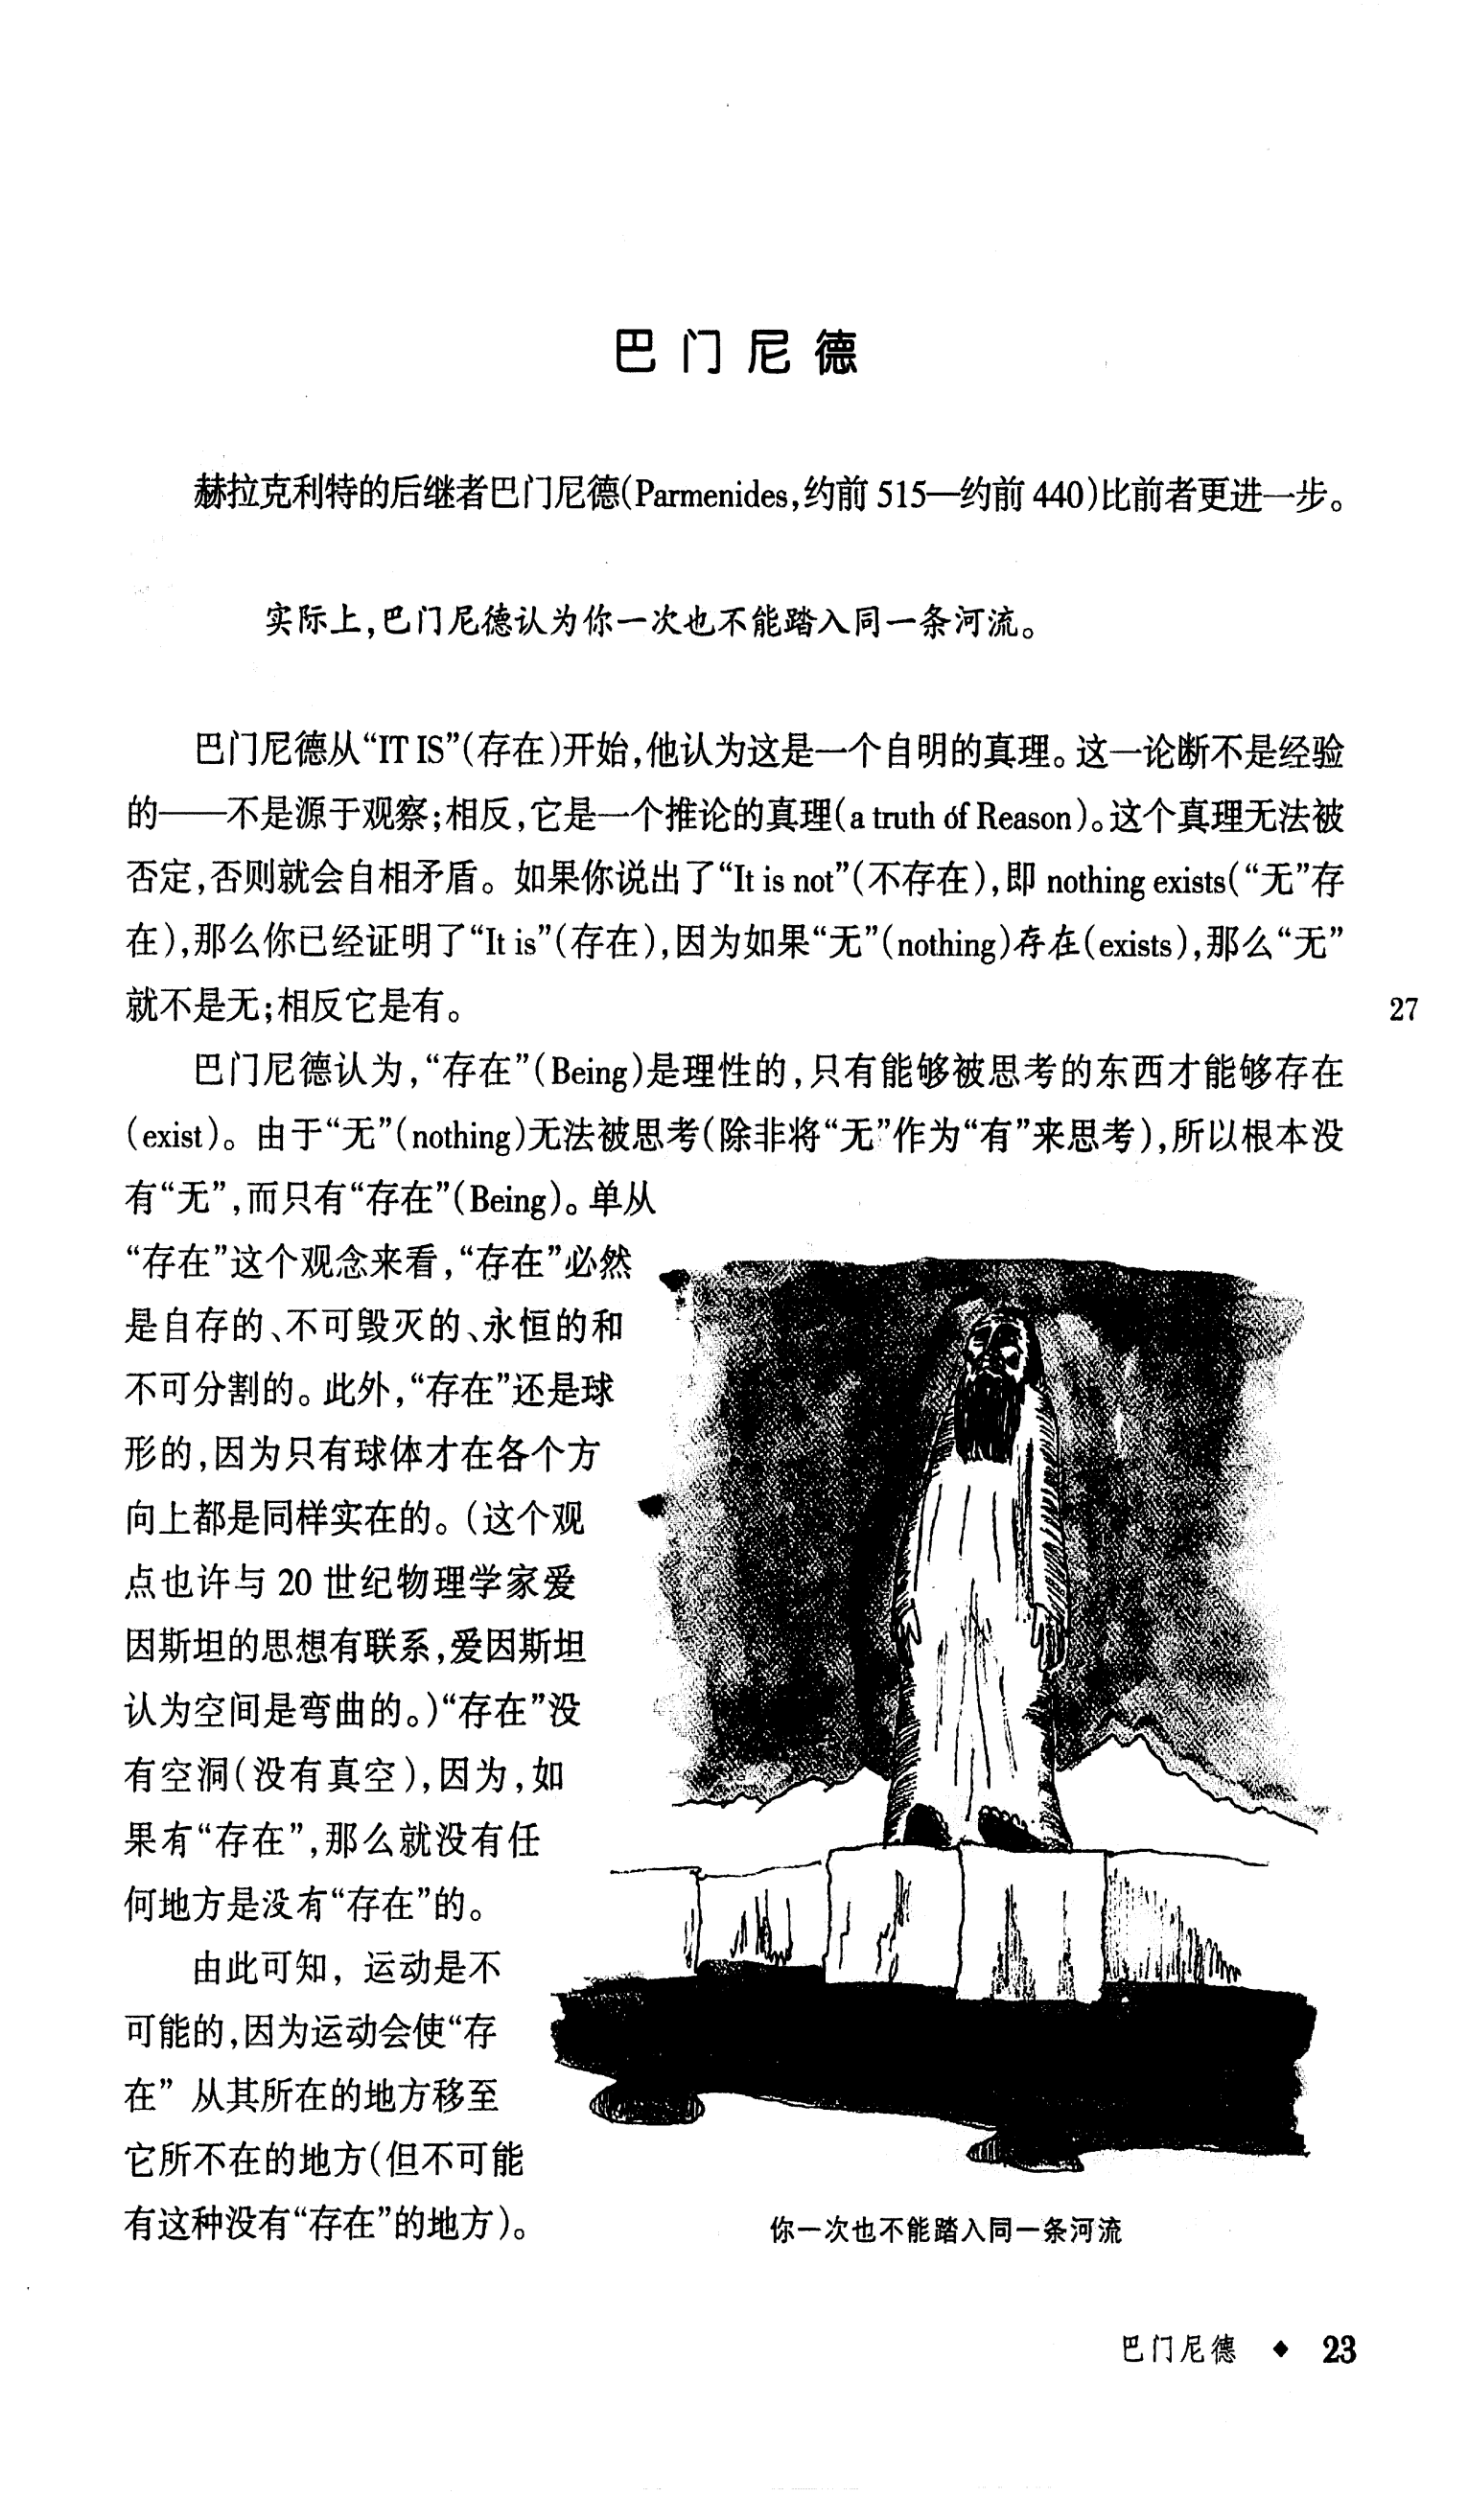 巴门尼德
赫拉克利特的后继者巴门尼德(Parmenides,约前 515—约前 440)比前者更进一步。
实际上,巴门尼德认为你一次也不能踏入同一条河流。
巴门尼德从“IT IS”(存在)开始,他认为这是一个自明的真理。这一论断不是经验
的——不是源于观察;相反,它是一个推论的真理(a truth of Reason)。这个真理无法被
否定,否则就会自相矛盾。如果你说出了“It is not”(不存在),即 nothing exists(“无”存
在),那么你已经证明了“It is”(存在),因为如果“无”(nothing)存在(exists),那么“无”
就不是无;相反它是有。
27
巴门尼德认为,“存在”(Being)是理性的,只有能够被思考的东西才能够存在
(exist)。由于“无”(nothing)无法被思考(除非将“无”作为“有”来思考),所以根本没
有“无”,而只有“存在”(Being)。单从
“存在”这个观念来看,“存在”必然
是自存的、不可毁灭的、永恒的和
不可分割的。此外,“存在”还是球
形的,因为只有球体才在各个方
向上都是同样实在的。(这个观
点也许与 20 世纪物理学家爱
因斯坦的思想有联系,爱因斯坦
认为空间是弯曲的。)“存在”没
有空洞(没有真空),因为,如
果有“存在”,那么就没有任
何地方是没有“存在”的。
由此可知,运动是不
可能的,因为运动会使“存
在”从其所在的地方移至
它所不在的地方(但不可能
有这种没有“存在”的地方)。
你一次也不能踏入同一条河流
巴门尼德 ◆ 23